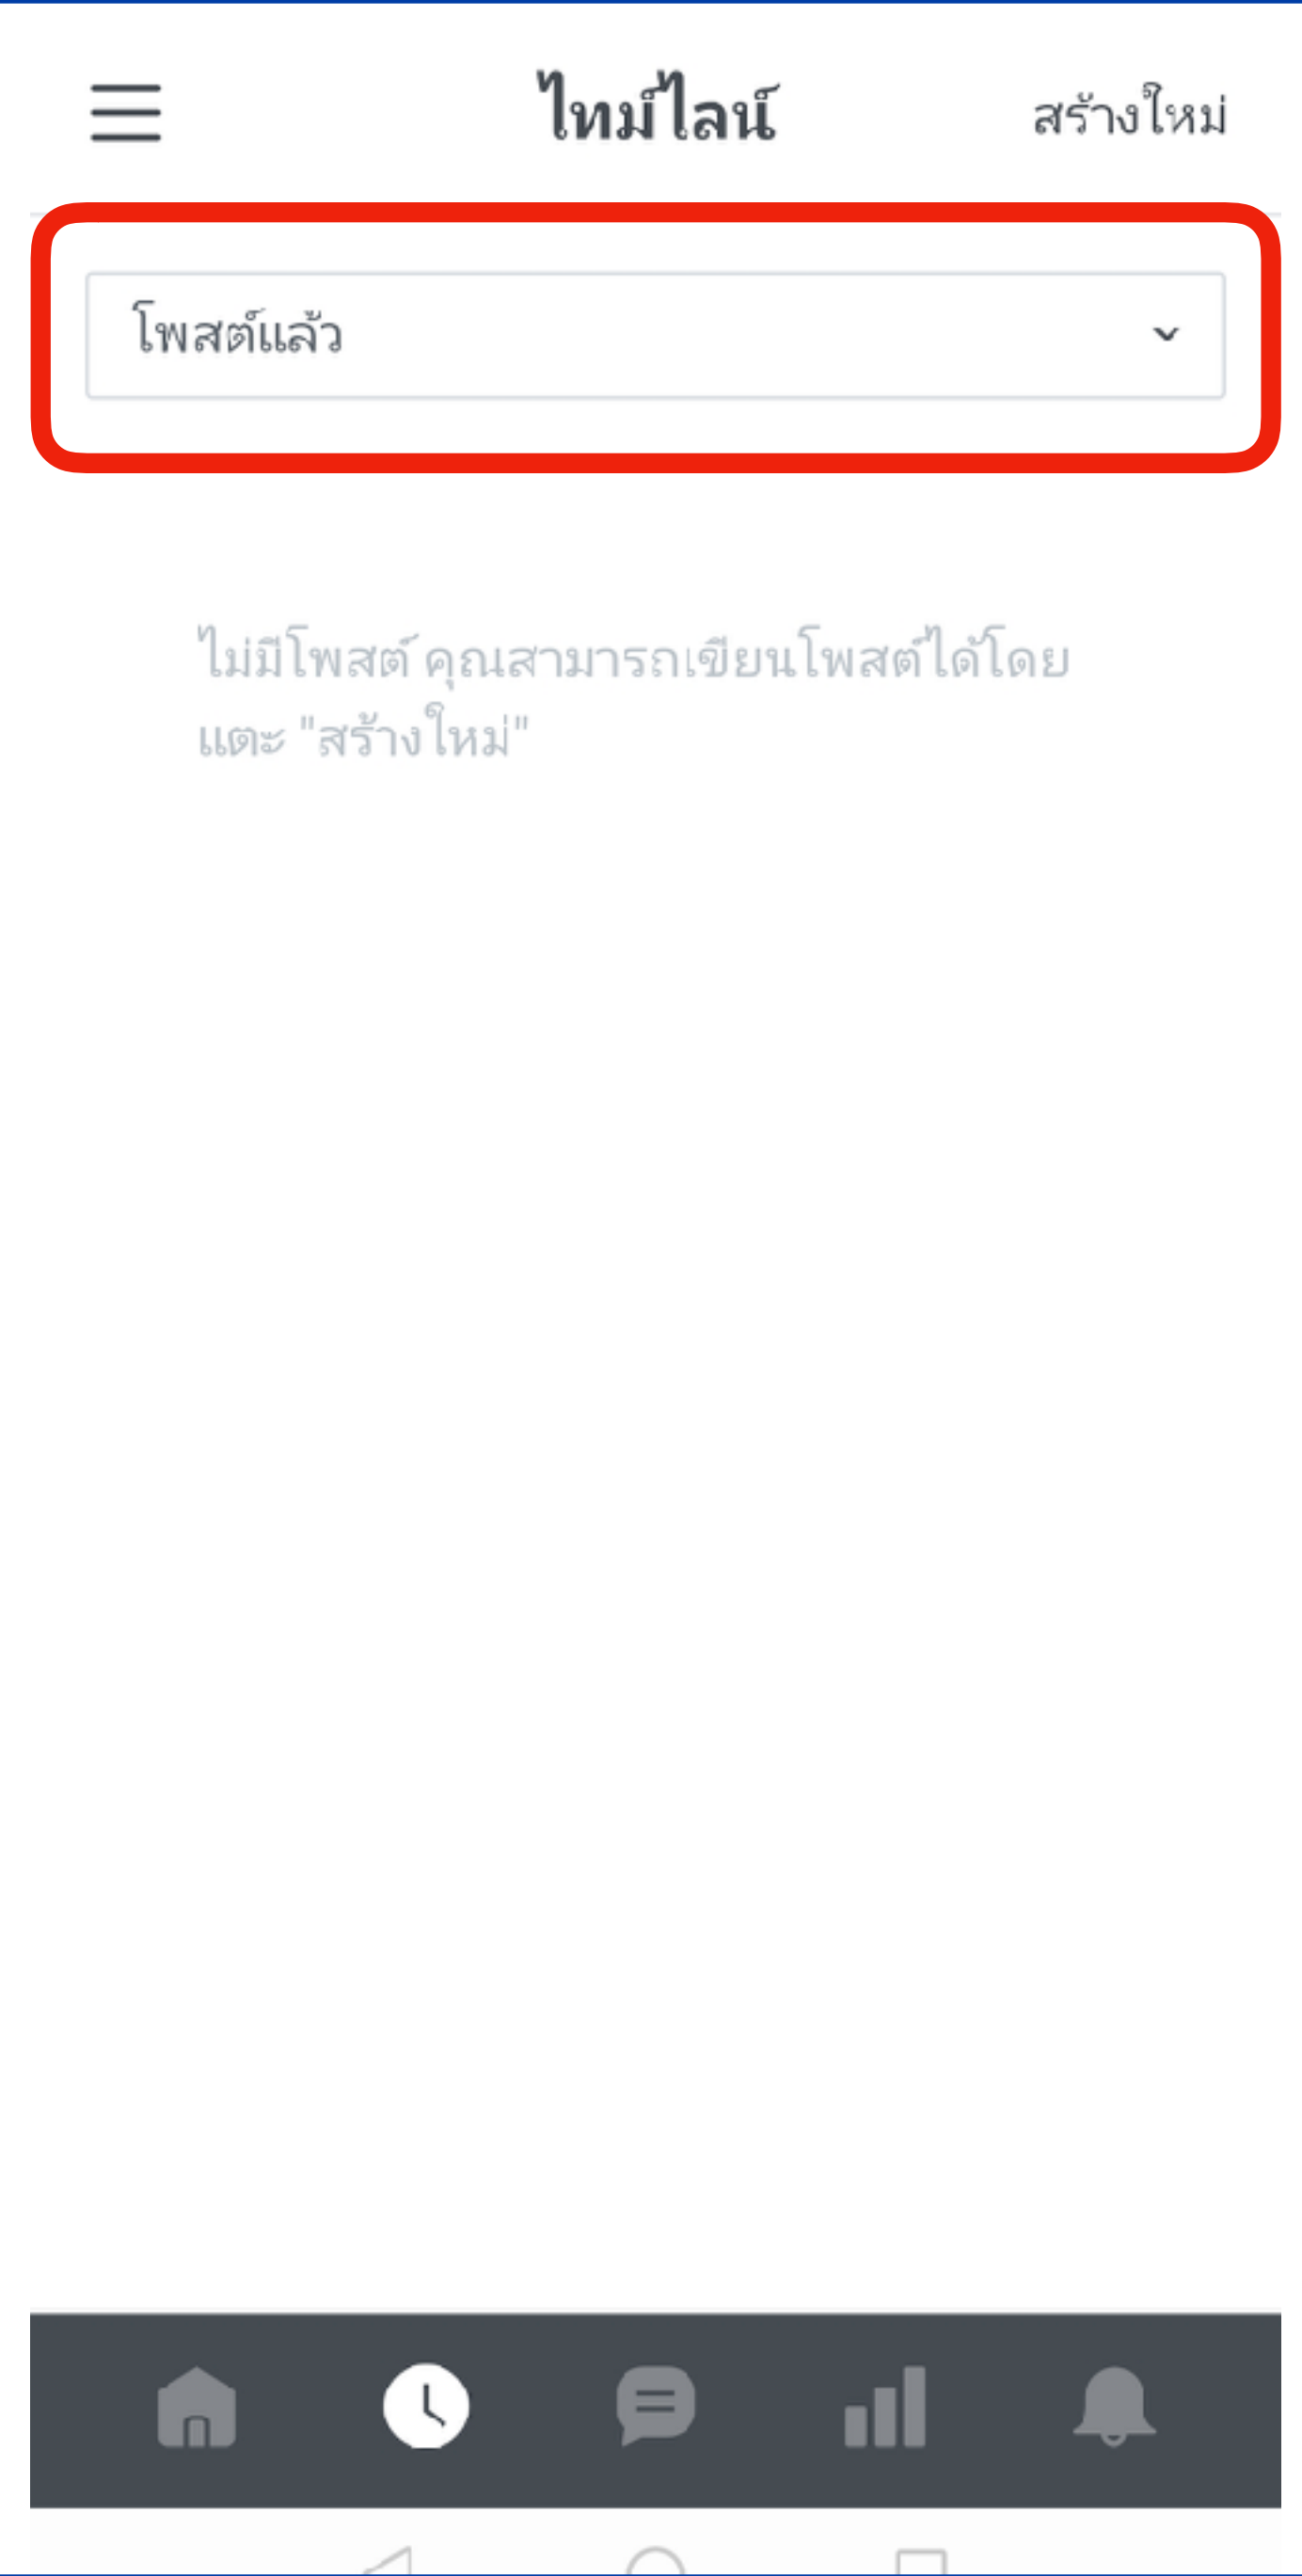 ไทม์ไลน์
สร้างใหม่
โพสต์แล้ว
ไม่มีโพสต์ คุณสามารถเขียนโพสต์ได้โดย
แตะ "สร้างใหม่"